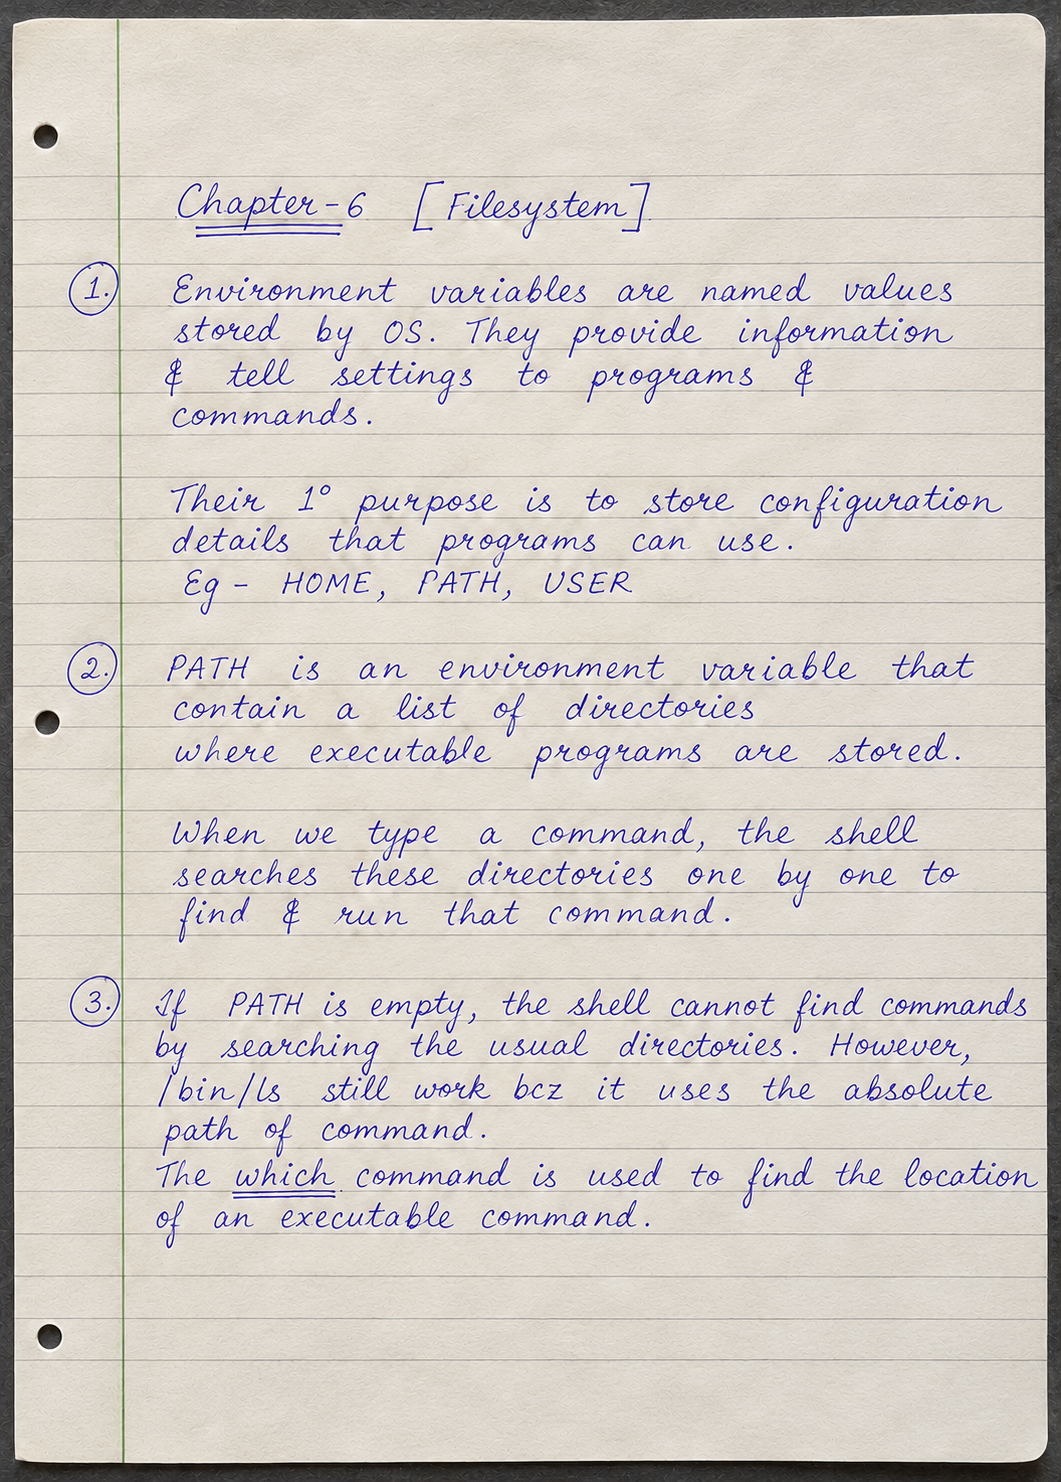 Chapter-6 [Filesystem]
1. Environment variables are named values
stored by OS. They provide information
& tell settings to programs &
commands.
Their 1° purpose is to store configuration
details that programs can use.
Eg - HOME, PATH, USER
2. PATH is an environment variable that
contain a list of directories
where executable programs are stored.
When we type a command, the shell
searches these directories one by one to
find & run that command.
3. If PATH is empty, the shell cannot find commands
by searching the usual directories. However,
/bin/ls still work bcz it uses the absolute
path of command.
The which command is used to find the location
of an executable command.